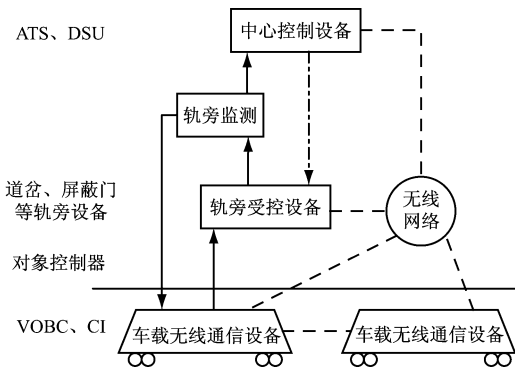 ATS、DSU
中心控制设备
轨旁监测
道岔、屏蔽门
等轨旁设备
轨旁受控设备
无线
网络
对象控制器
VOBC、CI
车载无线通信设备
车载无线通信设备